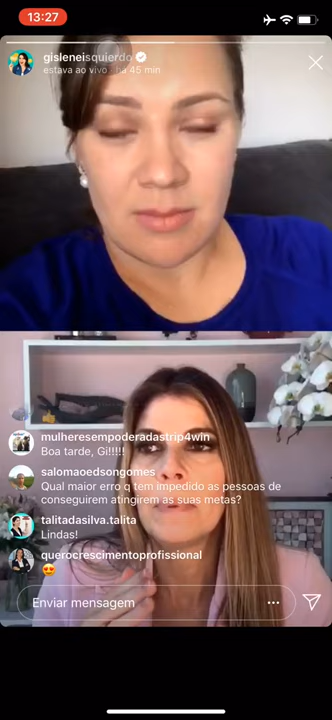 13:27
gisleneisquierdo
estava ao vivo · há 45 min
mulheresempoderadastrip4win
Boa tarde, Gi!!!!!
salomaoedsongomes
Qual maior erro q tem impedido as pessoas de
conseguirem atingirem as suas metas?
talitadasilva.talita
Lindas!
querocrescimentoprofissional
Enviar mensagem